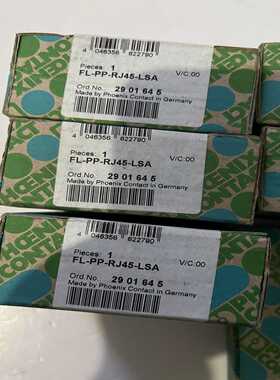 4 046356 622790
Pieces: 1
FL-PP-RJ45-LSA
V/C:00
Ord.No. 29 01 64 5
Made by Phoenix Contact in Germany
4 046356 622790
Pieces: 1
FL-PP-RJ45-LSA
V/C:00
Ord.No. 29 01 64 5
Made by Phoenix Contact in Germany
4 046356 622790
Pieces: 1
FL-PP-RJ45-LSA
V/C:00
Ord.No. 29 01 64 5
Made by Phoenix Contact in Germany